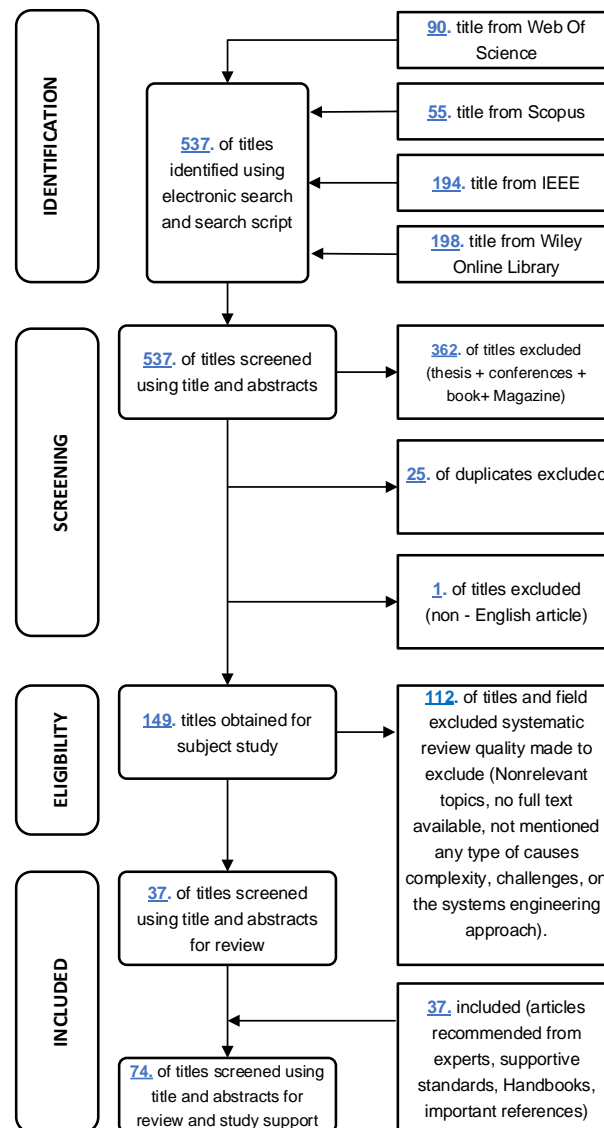 IDENTIFICATION
90. title from Web Of
Science
55. title from Scopus
537. of titles
identified using
electronic search
and search script
194. title from IEEE
198. title from Wiley
Online Library
SCREENING
537. of titles screened
using title and abstracts
362. of titles excluded
(thesis + conferences +
book+ Magazine)
25. of duplicates excluded
1. of titles excluded
(non - English article)
ELIGIBILITY
149. titles obtained for
subject study
112. of titles and field
excluded systematic
review quality made to
exclude (Nonrelevant
topics, no full text
available, not mentioned
any type of causes
complexity, challenges, on
the systems engineering
approach).
INCLUDED
37. of titles screened
using title and abstracts
for review
37. included (articles
recommended from
experts, supportive
standards, Handbooks,
important references)
74. of titles screened using
title and abstracts for
review and study support